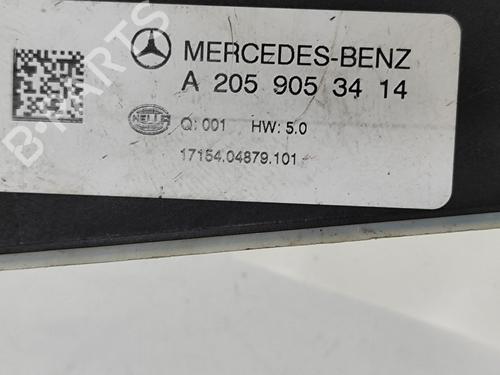 MERCEDES-BENZ
A 205 905 34 14
HELLA
Q: 001 HW: 5.0
17154.04879.101
B-PARTS